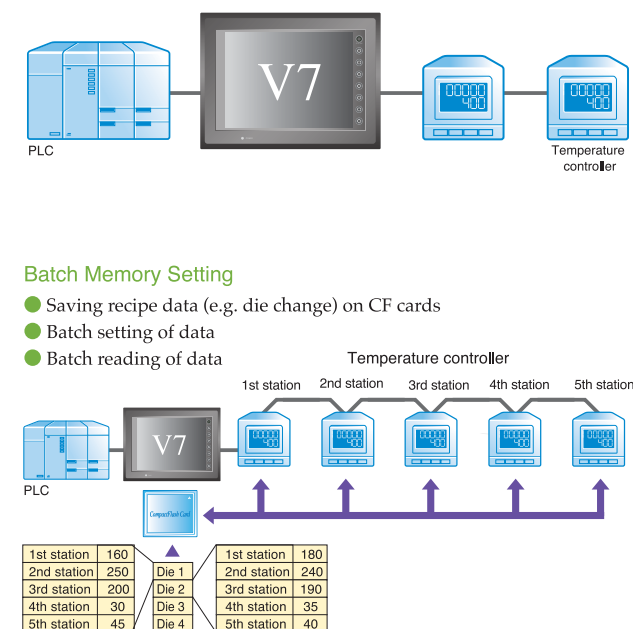 V7
00000
400
00000
400
PLC
Temperature
controller
Batch Memory Setting
Saving recipe data (e.g. die change) on CF cards
Batch setting of data
Batch reading of data
Temperature controller
1st station 2nd station 3rd station 4th station 5th station
V7
PLC
CompactFlash Card
1st station 160 1st station 180
2nd station 250 Die 1 2nd station 240
3rd station 200 Die 2 3rd station 190
4th station 30 Die 3 4th station 35
5th station 45 Die 4 5th station 40